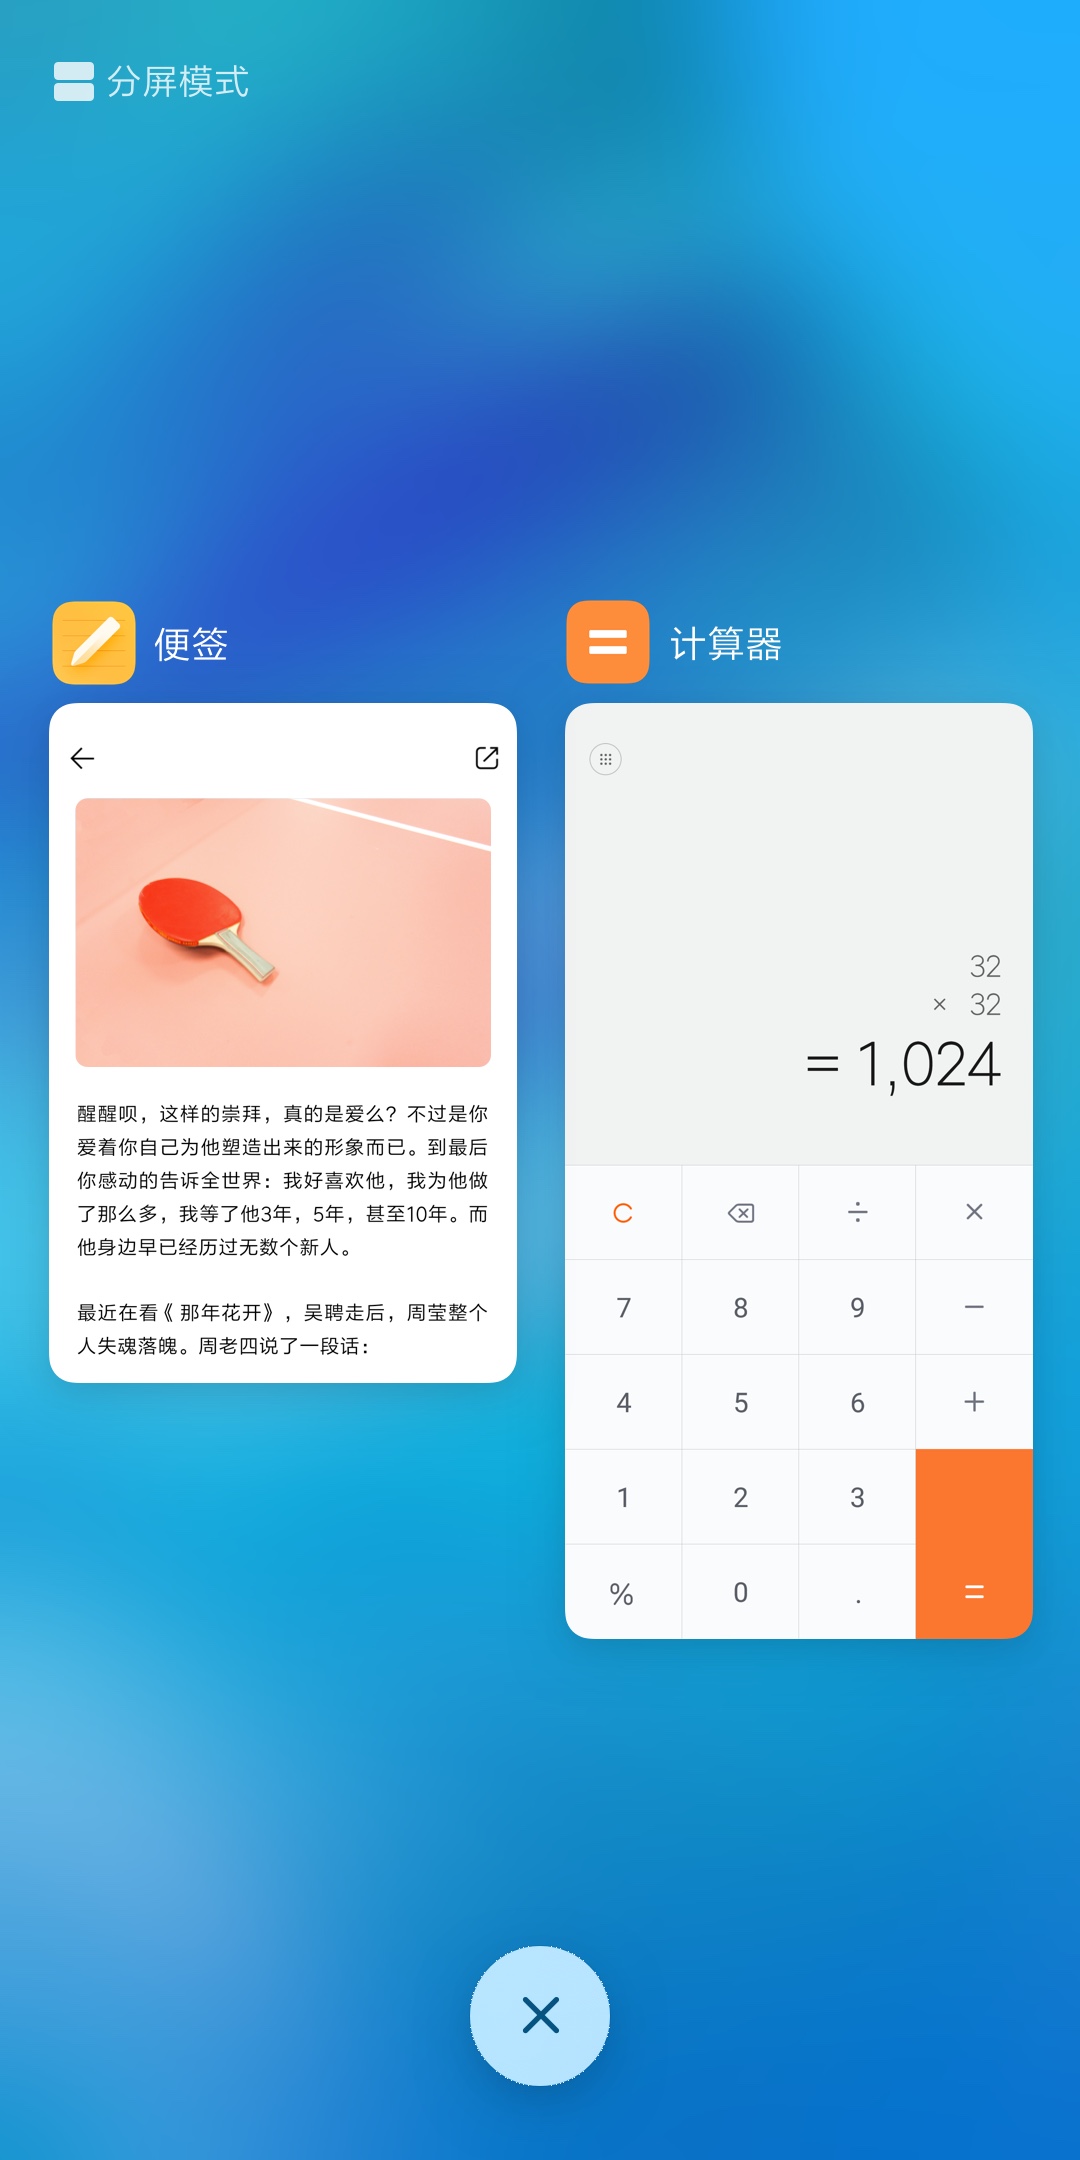 分屏模式
便签
醒醒呗，这样的崇拜，真的是爱么？不过是你
爱着你自己为他塑造出来的形象而已。到最后
你感动的告诉全世界：我好喜欢他，我为他做
了那么多，我等了他3年，5年，甚至10年。而
他身边早已经历过无数个新人。
最近在看《 那年花开》，吴聘走后，周莹整个
人失魂落魄。周老四说了一段话：
计算器
32
× 32
= 1,024
C ÷ ×
7 8 9 −
4 5 6 +
1 2 3
% 0 . =